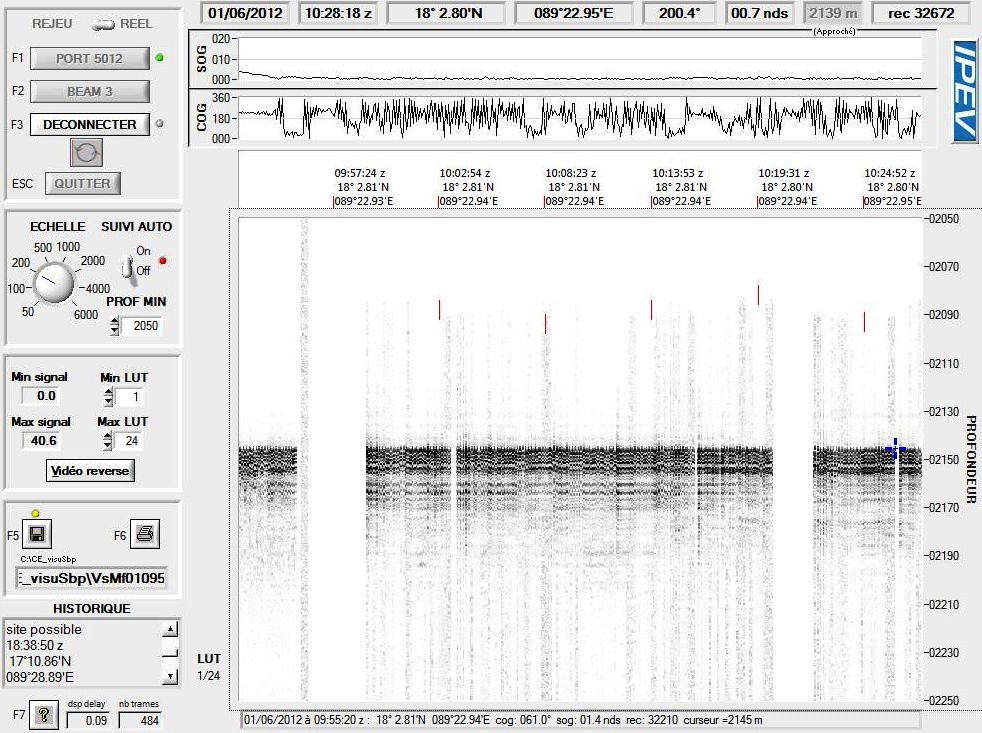 REJEU REEL
F1 PORT 5012
F2 BEAM 3
F3 DECONNECTER
ESC QUITTER
01/06/2012 10:28:18 z 18° 2.80'N 089°22.95'E 200.4° 00.7 nds 2139 m rec 32672
(Approché)
IPEV
SOG
020
010
000
COG
360
180
000
09:57:24 z 10:02:54 z 10:08:23 z 10:13:53 z 10:19:31 z 10:24:52 z
18° 2.81'N 18° 2.81'N 18° 2.81'N 18° 2.81'N 18° 2.80'N 18° 2.80'N
089°22.93'E 089°22.94'E 089°22.94'E 089°22.94'E 089°22.94'E 089°22.95'E
ECHELLE SUIVI AUTO
50
100
200
500
1000
2000
4000
6000
On
Off
PROF MIN
2050
Min signal Min LUT
0.0 1
Max signal Max LUT
40.6 24
Vidéo reverse
F5 F6
C:\CE_visuSbp
E_visuSbp\VsMf01095
HISTORIQUE
site possible
18:38:50 z
17°10.86'N
089°28.89'E
F7 ?
dsp delay nb trames
0.09 484
LUT
1/24
-02050
-02070
-02090
-02110
-02130
-02150
-02170
-02190
-02210
-02230
-02250
PROFONDEUR
01/06/2012 à 09:55:20 z : 18° 2.81'N 089°22.94'E cog: 061.0° sog: 01.4 nds rec: 32210 curseur =2145 m